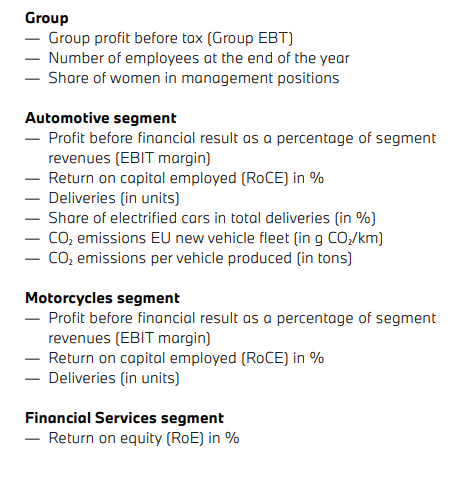 Group
— Group profit before tax (Group EBT)
— Number of employees at the end of the year
— Share of women in management positions
Automotive segment
— Profit before financial result as a percentage of segment
revenues (EBIT margin)
— Return on capital employed (RoCE) in %
— Deliveries (in units)
— Share of electrified cars in total deliveries (in %)
— CO₂ emissions EU new vehicle fleet (in g CO₂/km)
— CO₂ emissions per vehicle produced (in tons)
Motorcycles segment
— Profit before financial result as a percentage of segment
revenues (EBIT margin)
— Return on capital employed (RoCE) in %
— Deliveries (in units)
Financial Services segment
— Return on equity (RoE) in %